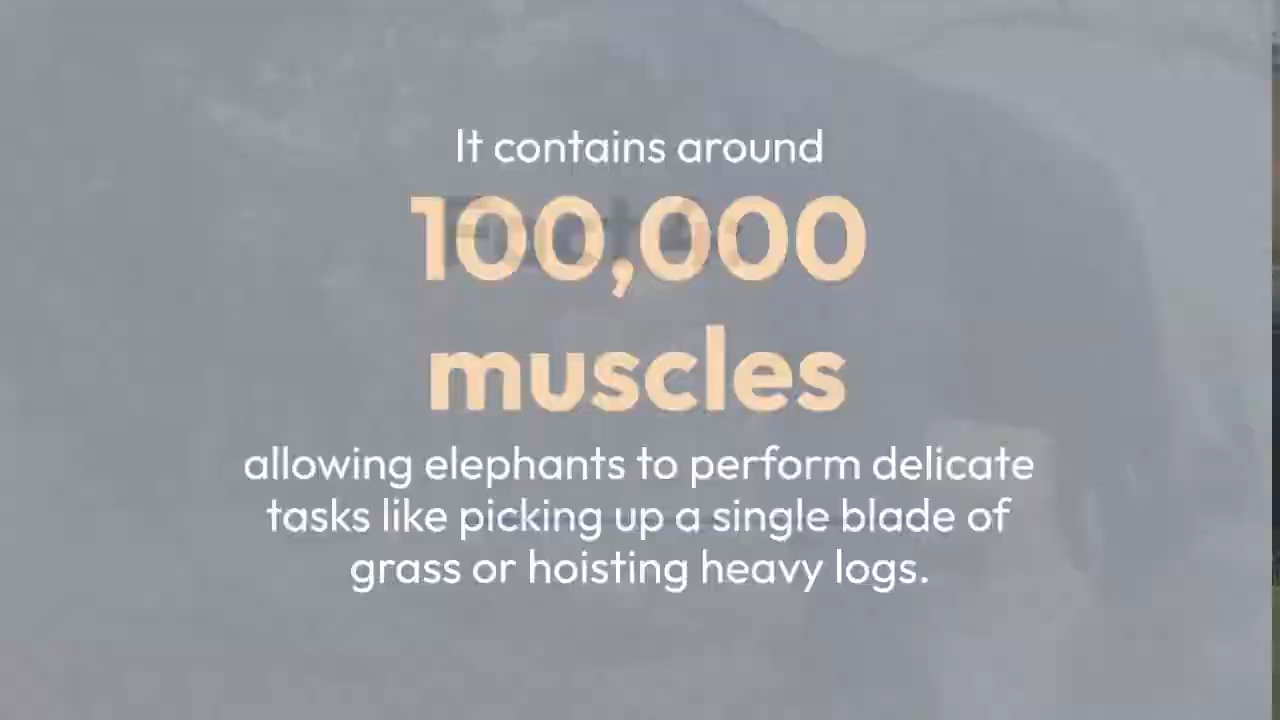 It contains around
100,000
muscles
allowing elephants to perform delicate
tasks like picking up a single blade of
grass or hoisting heavy logs.